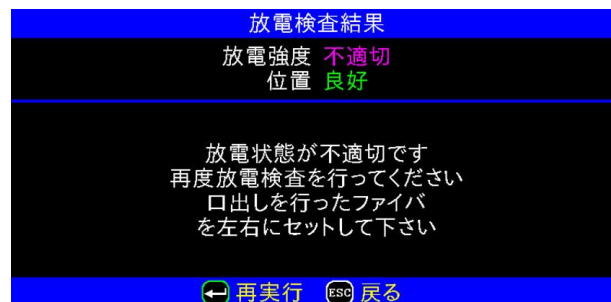 放電検査結果
放電強度 不適切
位置 良好
放電状態が不適切です
再度放電検査を行ってください
口出しを行ったファイバ
を左右にセットして下さい
再実行 ESC 戻る